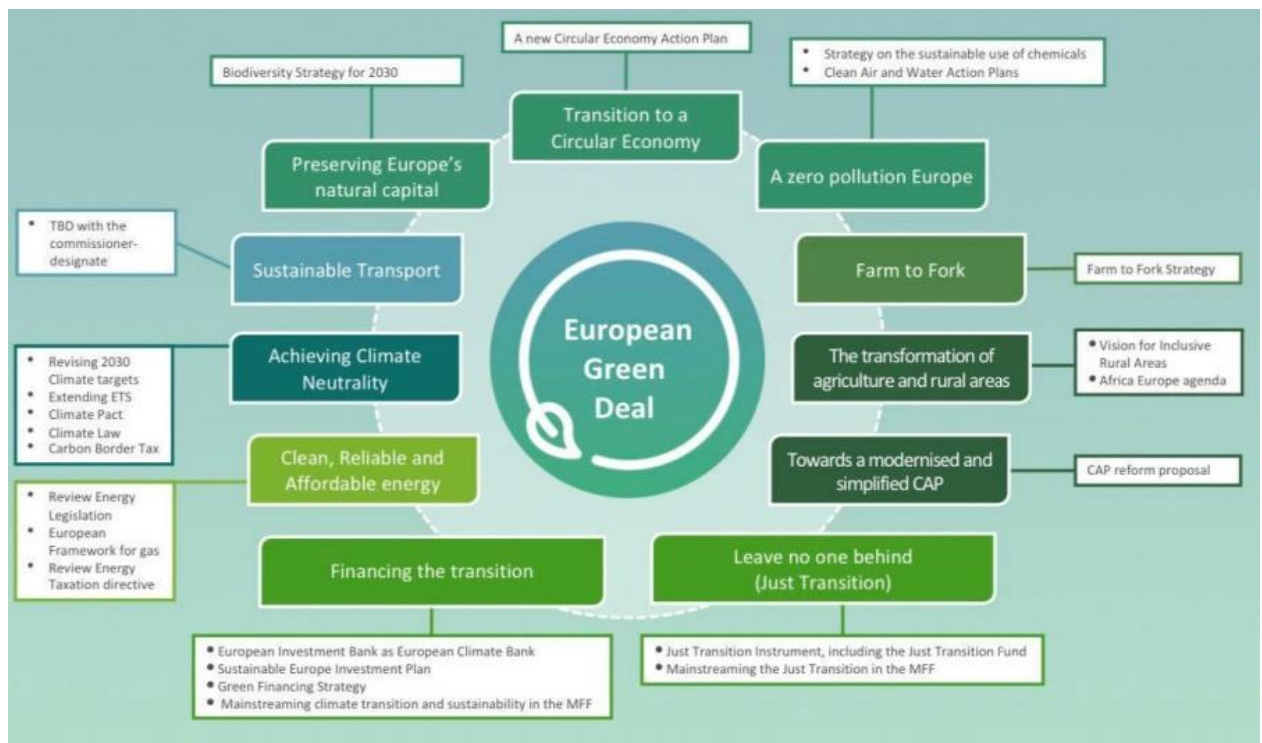 A new Circular Economy Action Plan
Biodiversity Strategy for 2030
• Strategy on the sustainable use of chemicals
• Clean Air and Water Action Plans
Transition to a
Circular Economy
Preserving Europe's
natural capital
A zero pollution Europe
• TBD with the
commissioner-
designate
Sustainable Transport
Farm to Fork
Farm to Fork Strategy
European
Green
Deal
• Revising 2030
Climate targets
• Extending ETS
• Climate Pact
• Climate Law
• Carbon Border Tax
Achieving Climate
Neutrality
The transformation of
agriculture and rural areas
• Vision for Inclusive
Rural Areas
• Africa Europe agenda
Clean, Reliable and
Affordable energy
Towards a modernised and
simplified CAP
CAP reform proposal
• Review Energy
Legislation
• European
Framework for gas
• Review Energy
Taxation directive
Financing the transition
Leave no one behind
(Just Transition)
• European Investment Bank as European Climate Bank
• Sustainable Europe Investment Plan
• Green Financing Strategy
• Mainstreaming climate transition and sustainability in the MFF
• Just Transition Instrument, including the Just Transition Fund
• Mainstreaming the Just Transition in the MFF